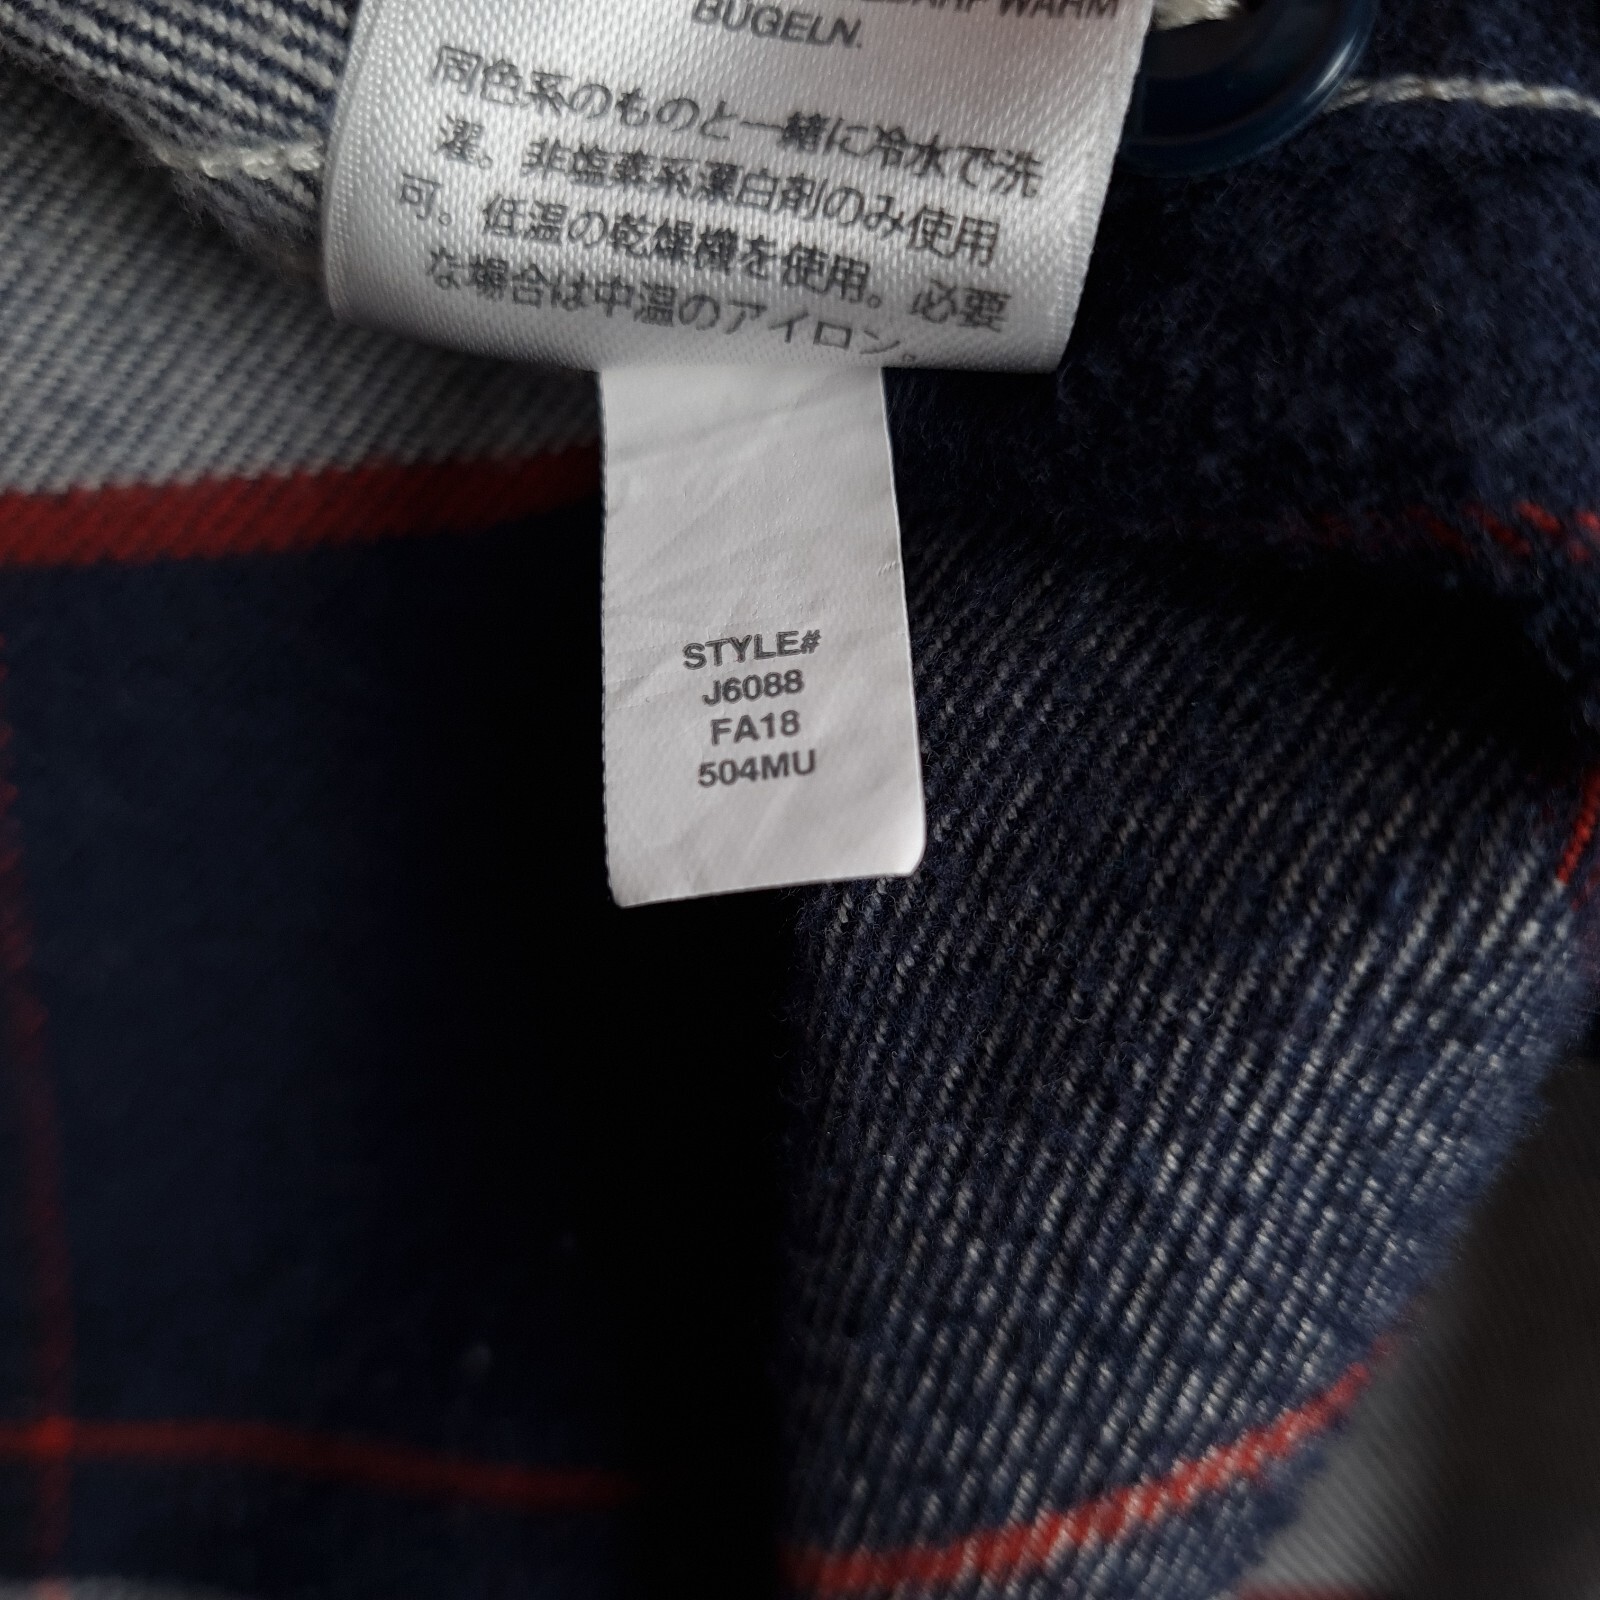 WARM
BÜGELN.
同色系のものと一緒に冷水で洗
濯。非塩素系漂白剤のみ使用
可。低温の乾燥機を使用。必要
な場合は中温のアイロン。
STYLE#
J6088
FA18
504MU